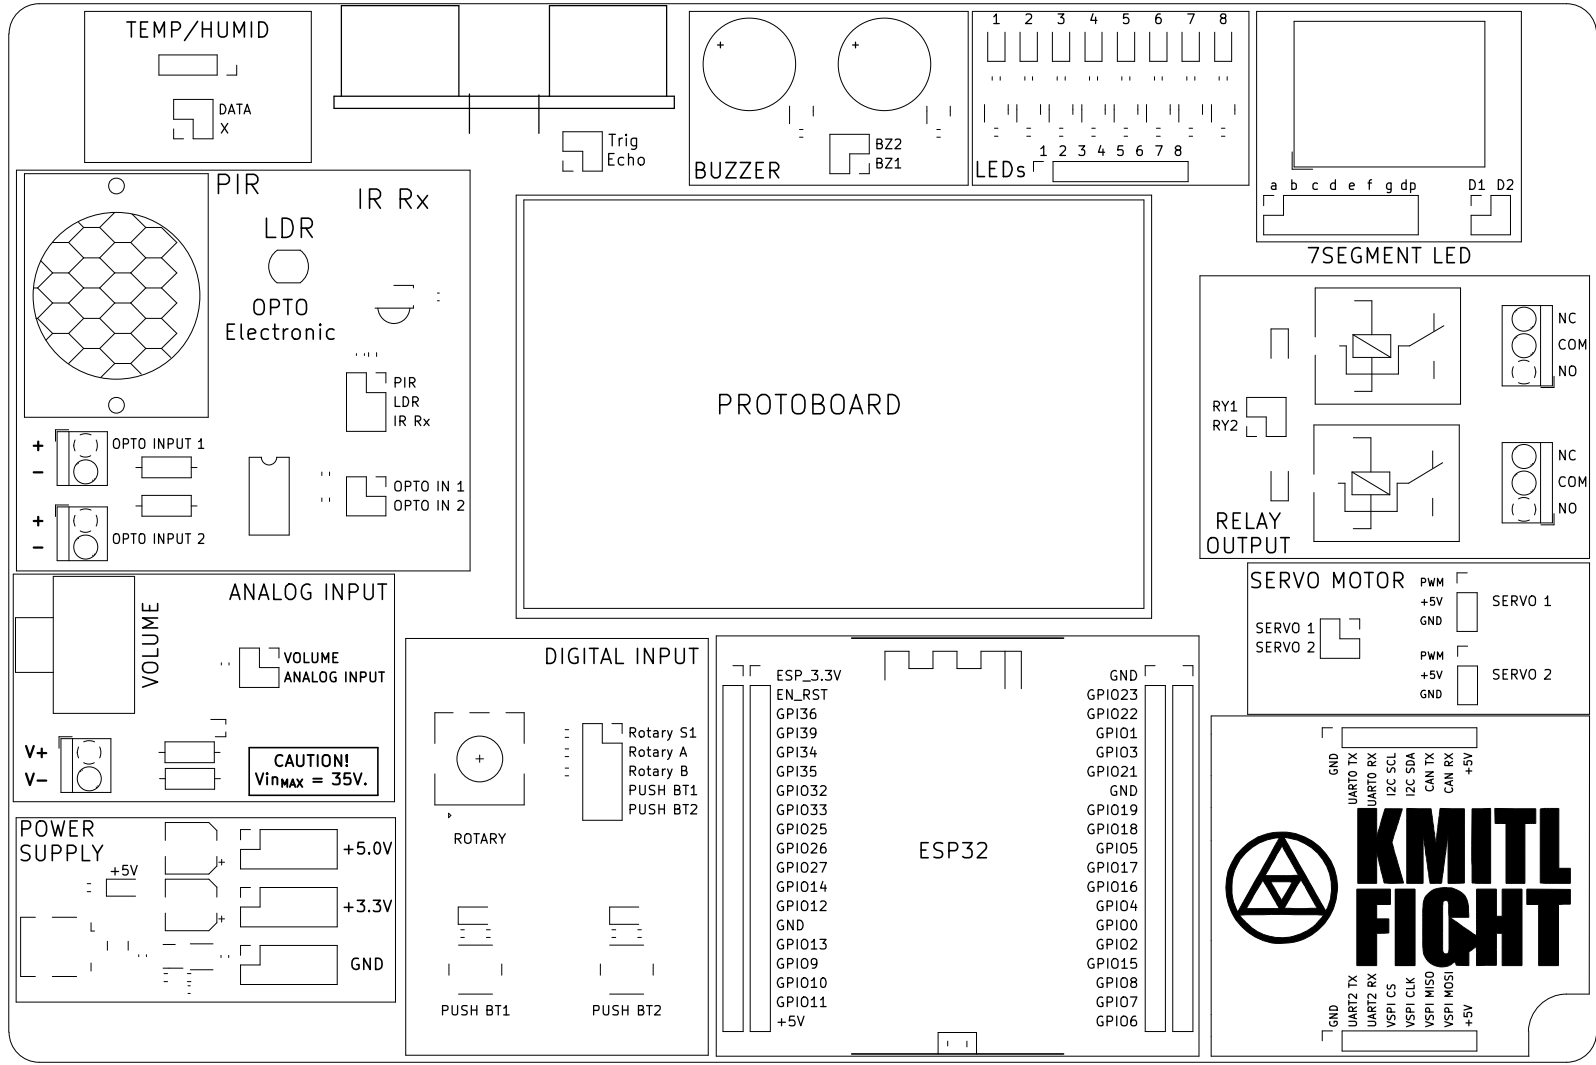 TEMP/HUMID
DATA
X
Trig
Echo
+
+
BZ2
BZ1
BUZZER
1 2 3 4 5 6 7 8
1 2 3 4 5 6 7 8
LEDs
a b c d e f g dp
D1 D2
7SEGMENT LED
PIR
IR Rx
LDR
OPTO
Electronic
PIR
LDR
IR Rx
+
-
OPTO INPUT 1
+
-
OPTO INPUT 2
OPTO IN 1
OPTO IN 2
PROTOBOARD
NC
COM
NO
RY1
RY2
NC
COM
NO
RELAY
OUTPUT
ANALOG INPUT
VOLUME
VOLUME
ANALOG INPUT
V+
V-
CAUTION!
VinMAX = 35V.
SERVO MOTOR
PWM
+5V
GND
SERVO 1
SERVO 1
SERVO 2
PWM
+5V
GND
SERVO 2
DIGITAL INPUT
Rotary S1
Rotary A
Rotary B
PUSH BT1
PUSH BT2
ROTARY
PUSH BT1
PUSH BT2
POWER
SUPPLY
+5V
+
+
+5.0V
+3.3V
GND
ESP_3.3V
EN_RST
GPI36
GPI39
GPI34
GPI35
GPIO32
GPIO33
GPIO25
GPIO26
GPIO27
GPIO14
GPIO12
GND
GPIO13
GPIO9
GPIO10
GPIO11
+5V
ESP32
GND
GPIO23
GPIO22
GPIO1
GPIO3
GPIO21
GND
GPIO19
GPIO18
GPIO5
GPIO17
GPIO16
GPIO4
GPIO0
GPIO2
GPIO15
GPIO8
GPIO7
GPIO6
GND
UART0 TX
UART0 RX
I2C SCL
I2C SDA
CAN TX
CAN RX
+5V
KMITL
FIGHT
GND
UART2 TX
UART2 RX
VSPI CS
VSPI CLK
VSPI MISO
VSPI MOSI
+5V